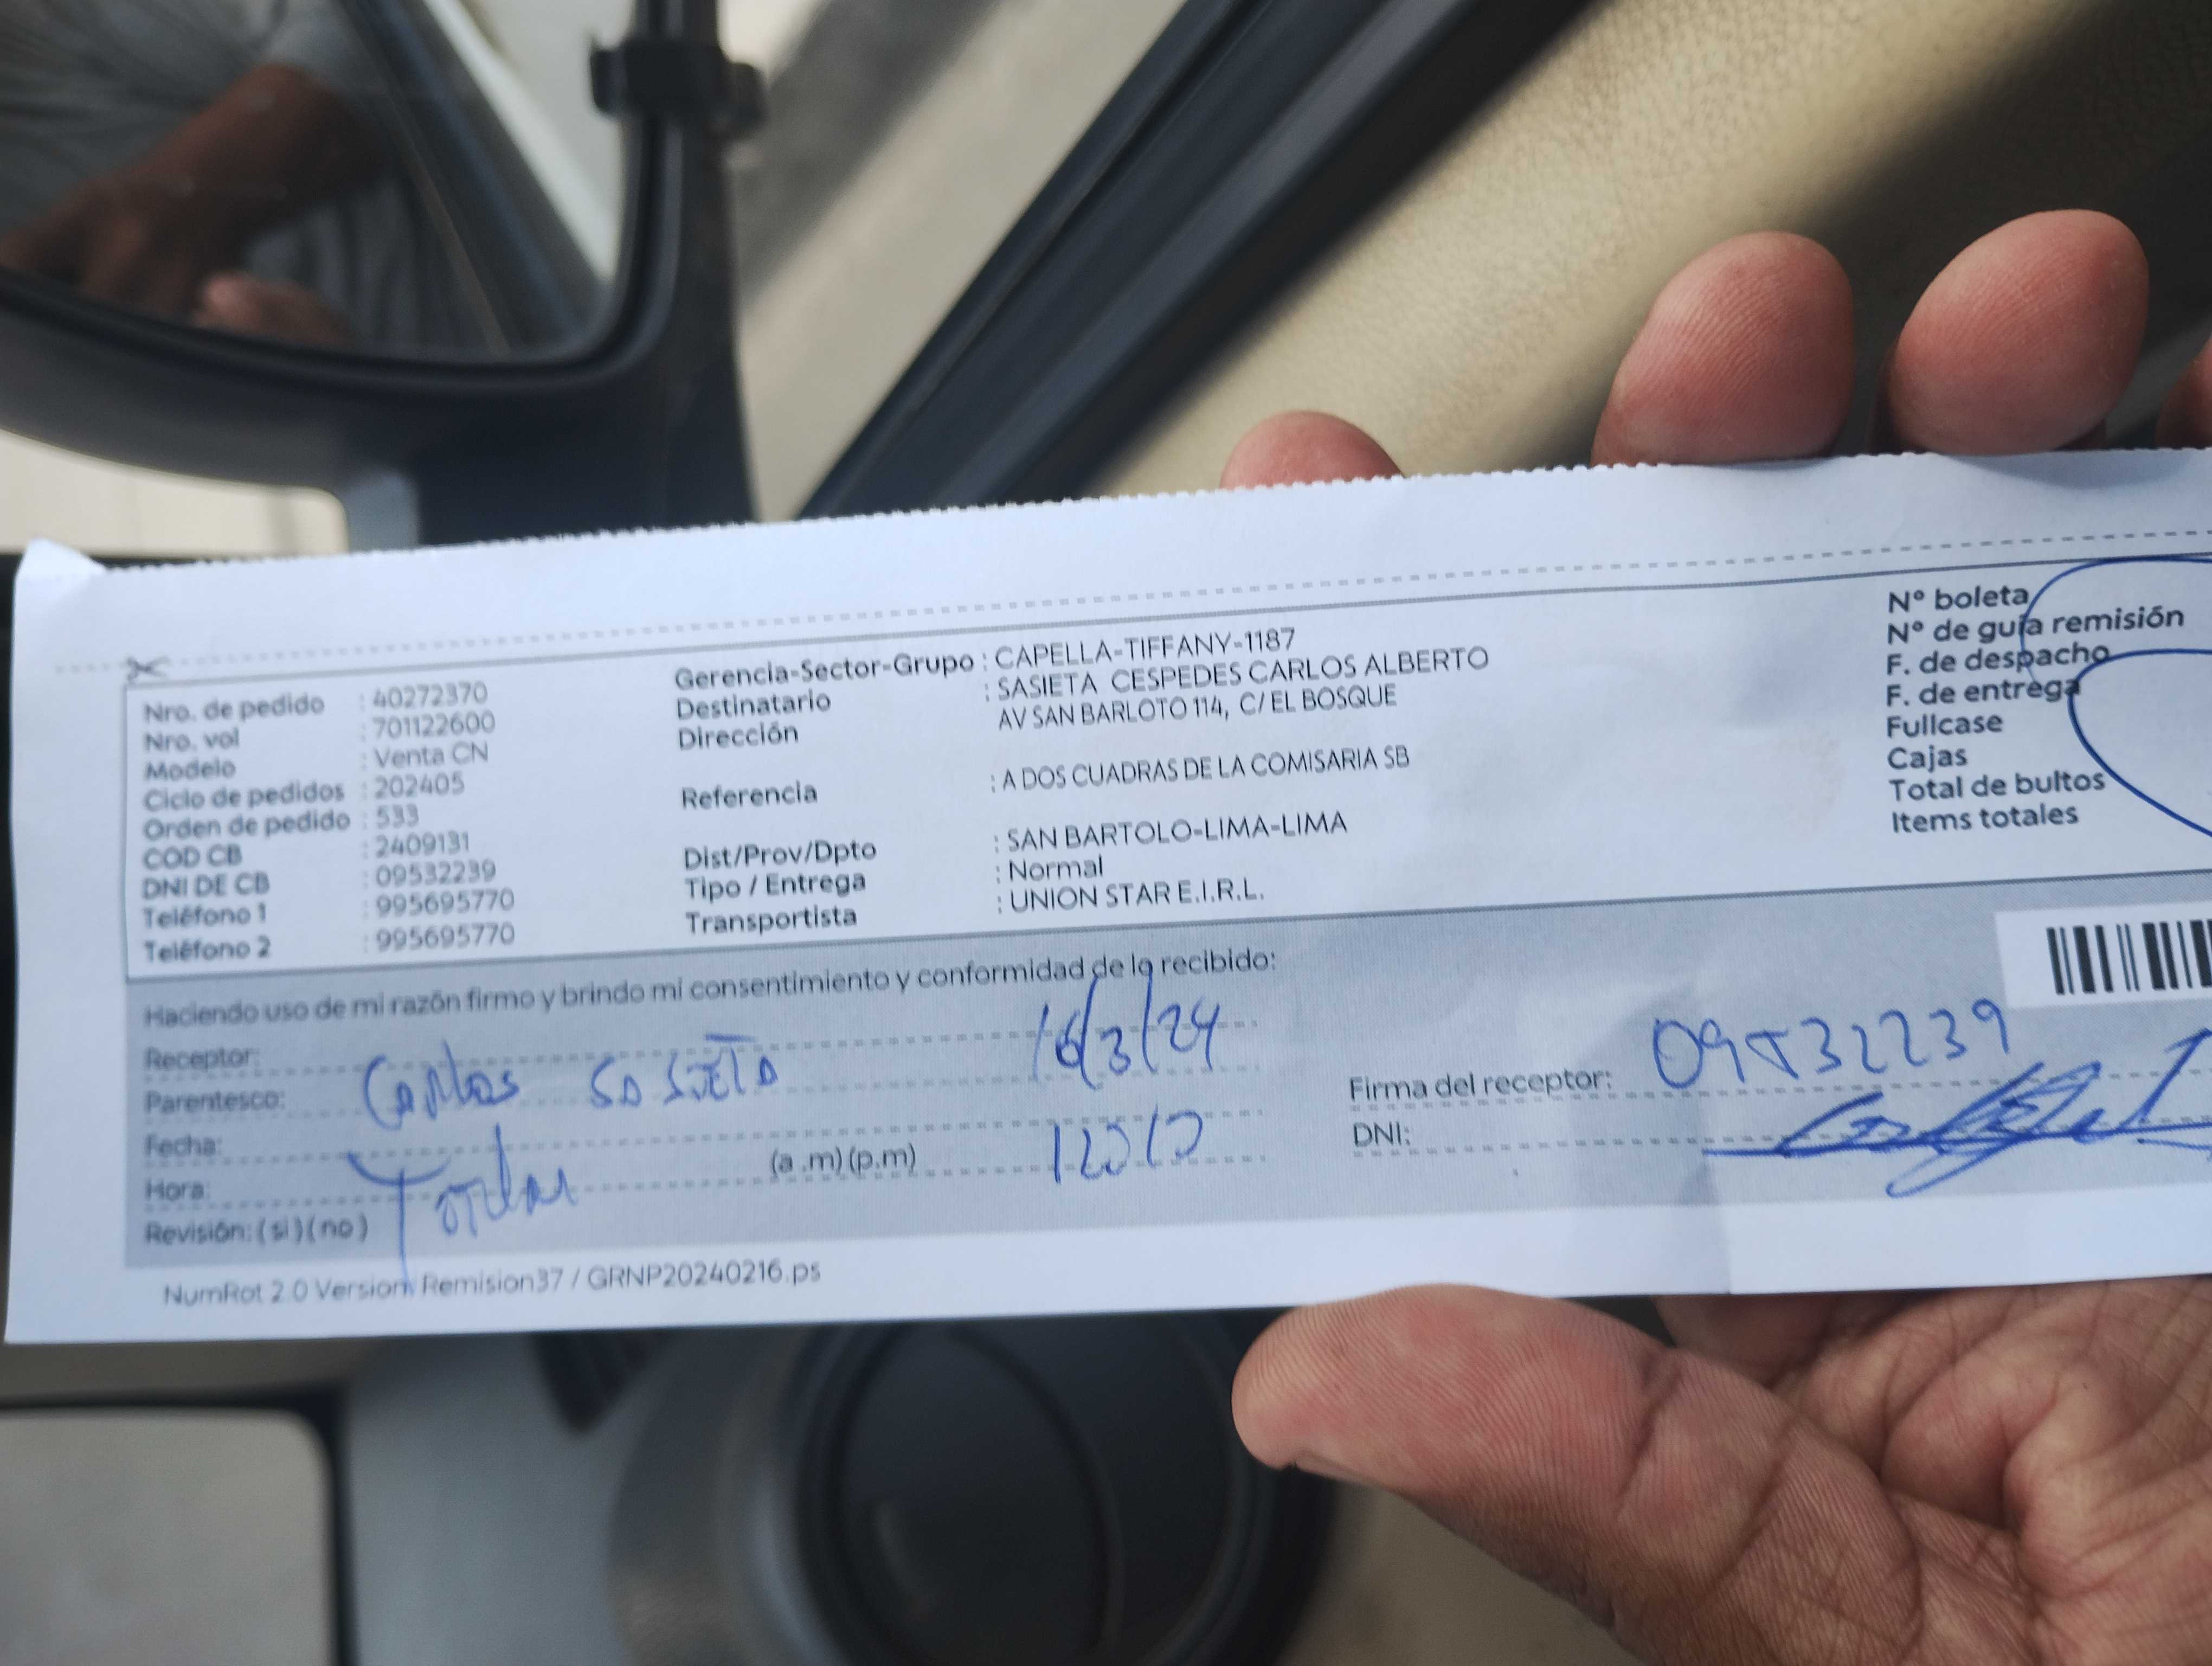 Nro. de pedido : 40272370
Nro. vol : 701122600
Modelo : Venta CN
Ciclo de pedidos : 202405
Orden de pedido : 533
COD CB : 2409131
DNI DE CB : 09532239
Teléfono 1 : 995695770
Teléfono 2 : 995695770
Gerencia-Sector-Grupo : CAPELLA-TIFFANY-1187
Destinatario : SASIETA CESPEDES CARLOS ALBERTO
Dirección AV SAN BARLOTO 114, C/ EL BOSQUE
Referencia : A DOS CUADRAS DE LA COMISARIA SB
Dist/Prov/Dpto : SAN BARTOLO-LIMA-LIMA
Tipo / Entrega : Normal
Transportista : UNION STAR E.I.R.L.
N° boleta
N° de guía remisión
F. de despacho
F. de entrega
Fullcase
Cajas
Total de bultos
Items totales
Haciendo uso de mi razón firmo y brindo mi consentimiento y conformidad de lo recibido:
Receptor:
Parentesco: Carlos Sasieta 16/3/24
Fecha:
Hora: (a .m) (p.m)
Revisión: ( si ) ( no )
Firma del receptor: 09532239
DNI:
NumRot 2.0 Version: Remision37 / GRNP20240216.ps